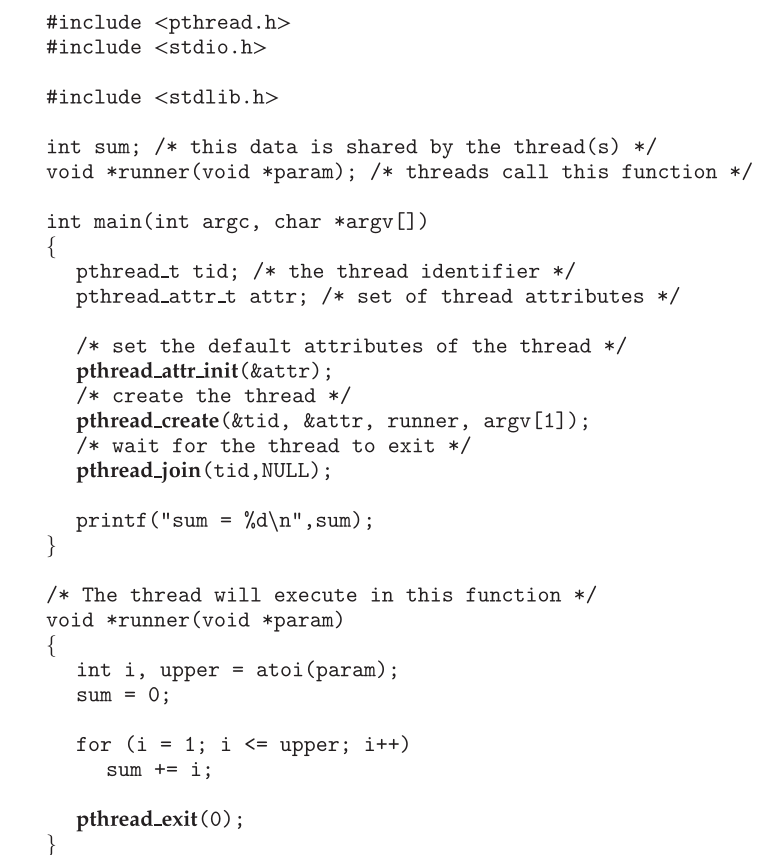 #include <pthread.h>
#include <stdio.h>
#include <stdlib.h>
int sum; /* this data is shared by the thread(s) */
void *runner(void *param); /* threads call this function */
int main(int argc, char *argv[])
{
pthread_t tid; /* the thread identifier */
pthread_attr_t attr; /* set of thread attributes */
/* set the default attributes of the thread */
pthread_attr_init(&attr);
/* create the thread */
pthread_create(&tid, &attr, runner, argv[1]);
/* wait for the thread to exit */
pthread_join(tid,NULL);
printf("sum = %d\n",sum);
}
/* The thread will execute in this function */
void *runner(void *param)
{
int i, upper = atoi(param);
sum = 0;
for (i = 1; i <= upper; i++)
sum += i;
pthread_exit(0);
}